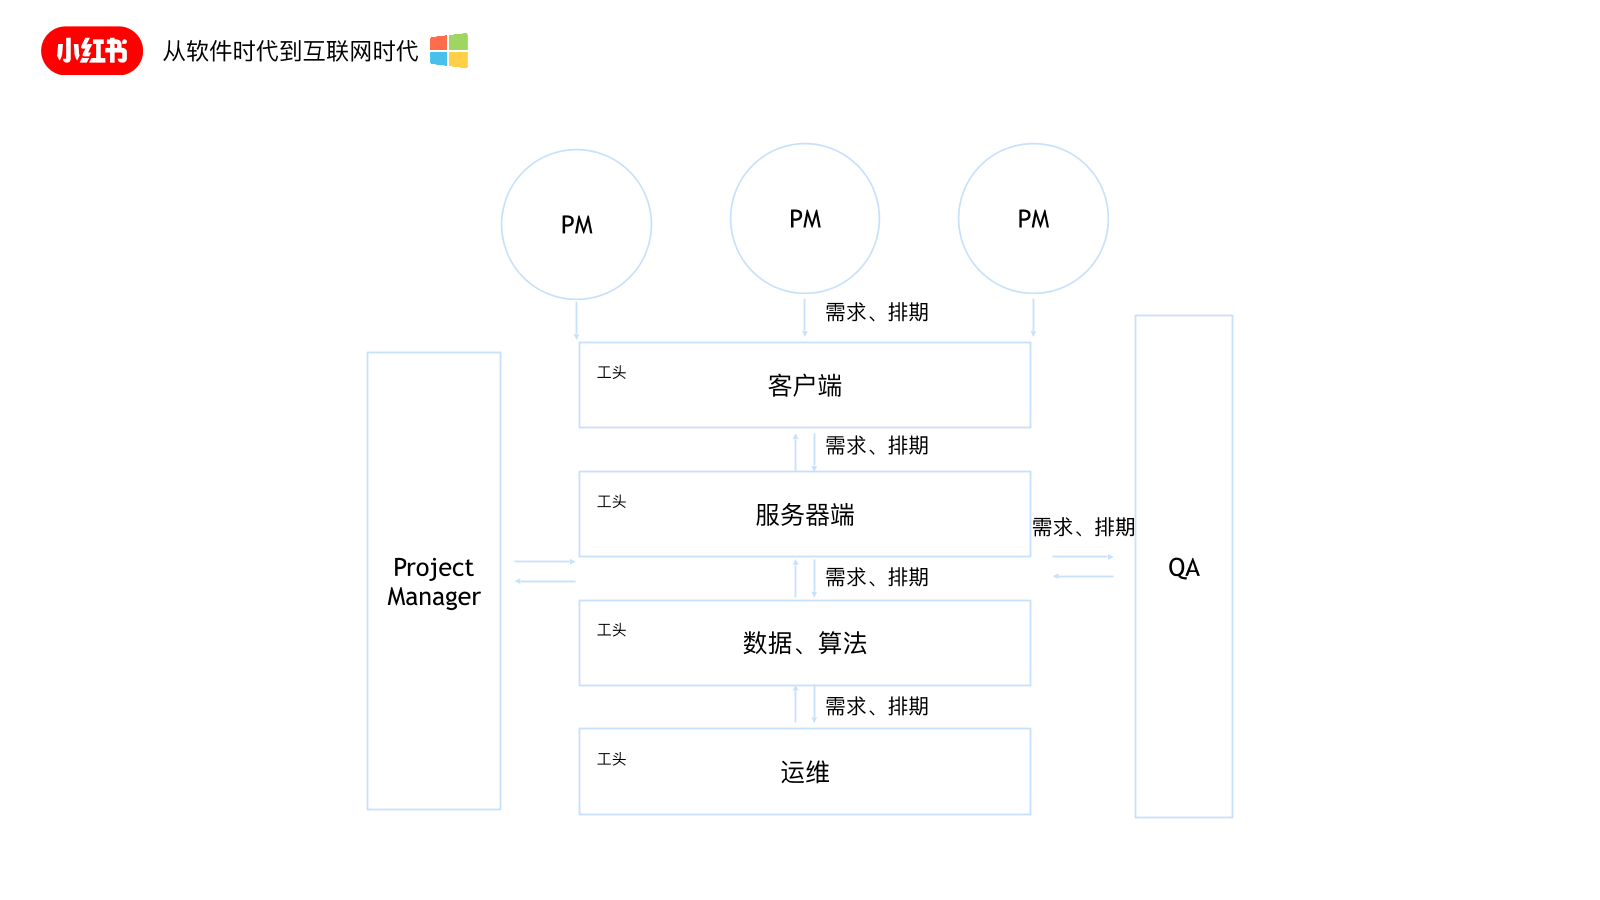 小红书
从软件时代到互联网时代
PM
PM
PM
需求、排期
工头
客户端
需求、排期
工头
服务器端
需求、排期
Project
Manager
QA
需求、排期
工头
数据、算法
需求、排期
工头
运维